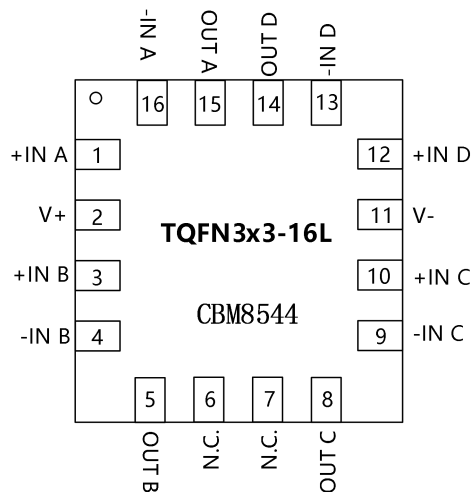 -IN A
OUT A
OUT D
-IN D
16
15
14
13
+IN A
1
12
+IN D
V+
2
11
V-
TQFN3x3-16L
+IN B
3
10
+IN C
CBM8544
-IN B
4
9
-IN C
5
6
7
8
OUT B
N.C.
N.C.
OUT C